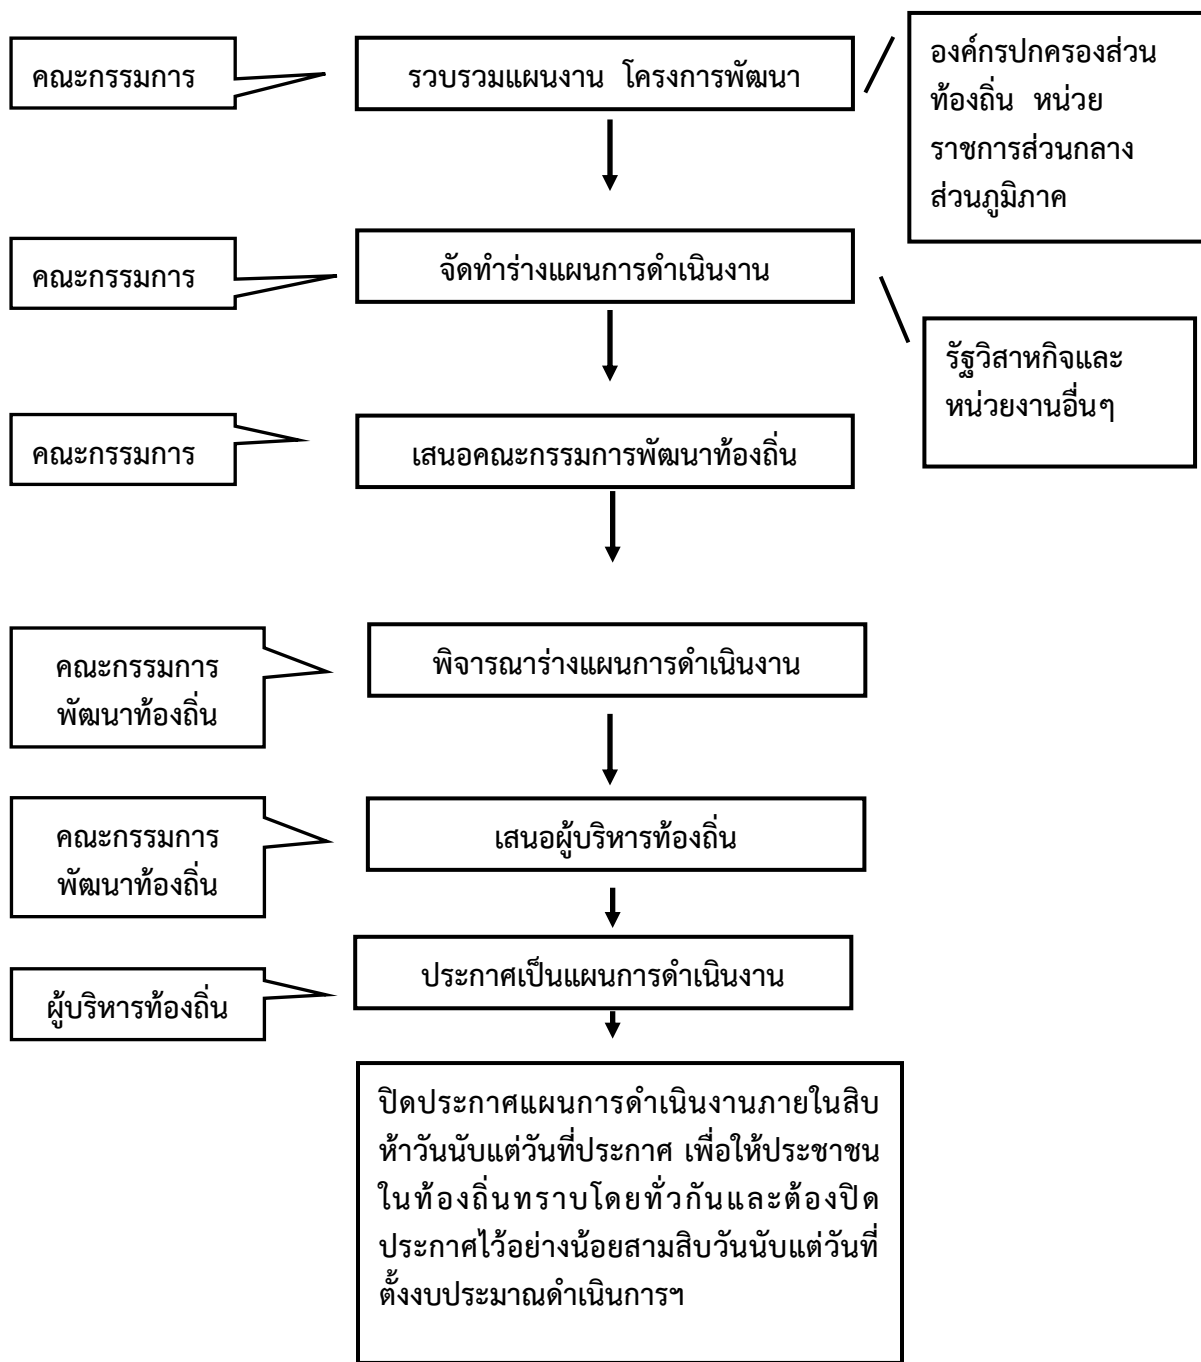 คณะกรรมการ
รวบรวมแผนงาน โครงการพัฒนา
องค์กรปกครองส่วน
ท้องถิ่น หน่วย
ราชการส่วนกลาง
ส่วนภูมิภาค
คณะกรรมการ
จัดทำร่างแผนการดำเนินงาน
รัฐวิสาหกิจและ
หน่วยงานอื่นๆ
คณะกรรมการ
เสนอคณะกรรมการพัฒนาท้องถิ่น
คณะกรรมการ
พัฒนาท้องถิ่น
พิจารณาร่างแผนการดำเนินงาน
คณะกรรมการ
พัฒนาท้องถิ่น
เสนอผู้บริหารท้องถิ่น
ผู้บริหารท้องถิ่น
ประกาศเป็นแผนการดำเนินงาน
ปิดประกาศแผนการดำเนินงานภายในสิบ
ห้าวันนับแต่วันที่ประกาศ เพื่อให้ประชาชน
ในท้องถิ่นทราบโดยทั่วกันและต้องปิด
ประกาศไว้อย่างน้อยสามสิบวันนับแต่วันที่
ตั้งงบประมาณดำเนินการฯ